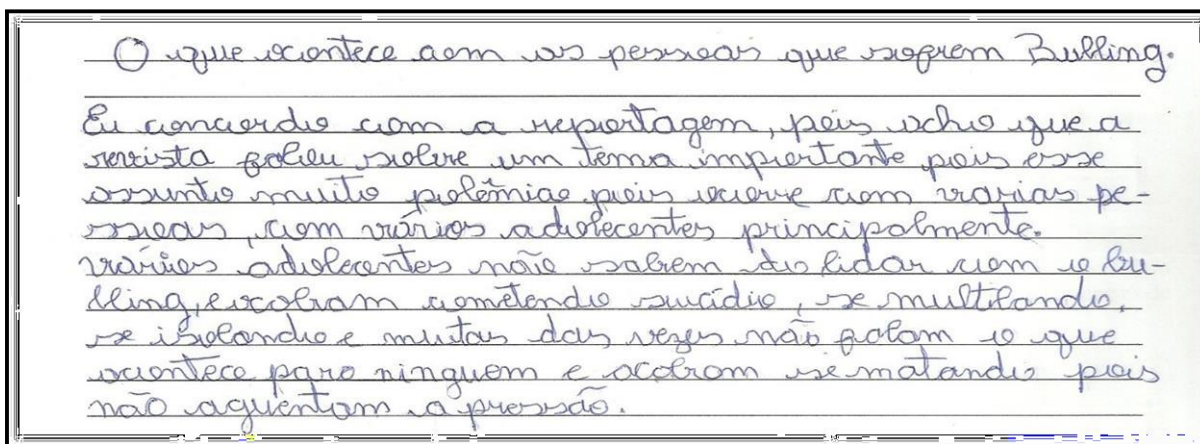 O que acontece com as pessoas que sofrem Bulling.
Eu concordo com a reportagem, pois acho que a
revista falou sobre um tema importante pois esse
assunto muito polêmico pois ocorre com varias pe-
ssoas, com vários adolecentes principalmente.
vários adolecentes não sabem lidar com o bu-
lling, e acabam cometendo suicídio, se multilando,
se isolando e muitas das vezes não falam o que
acontece para ninguem e acabam se matando pois
não aguentam a pressão.